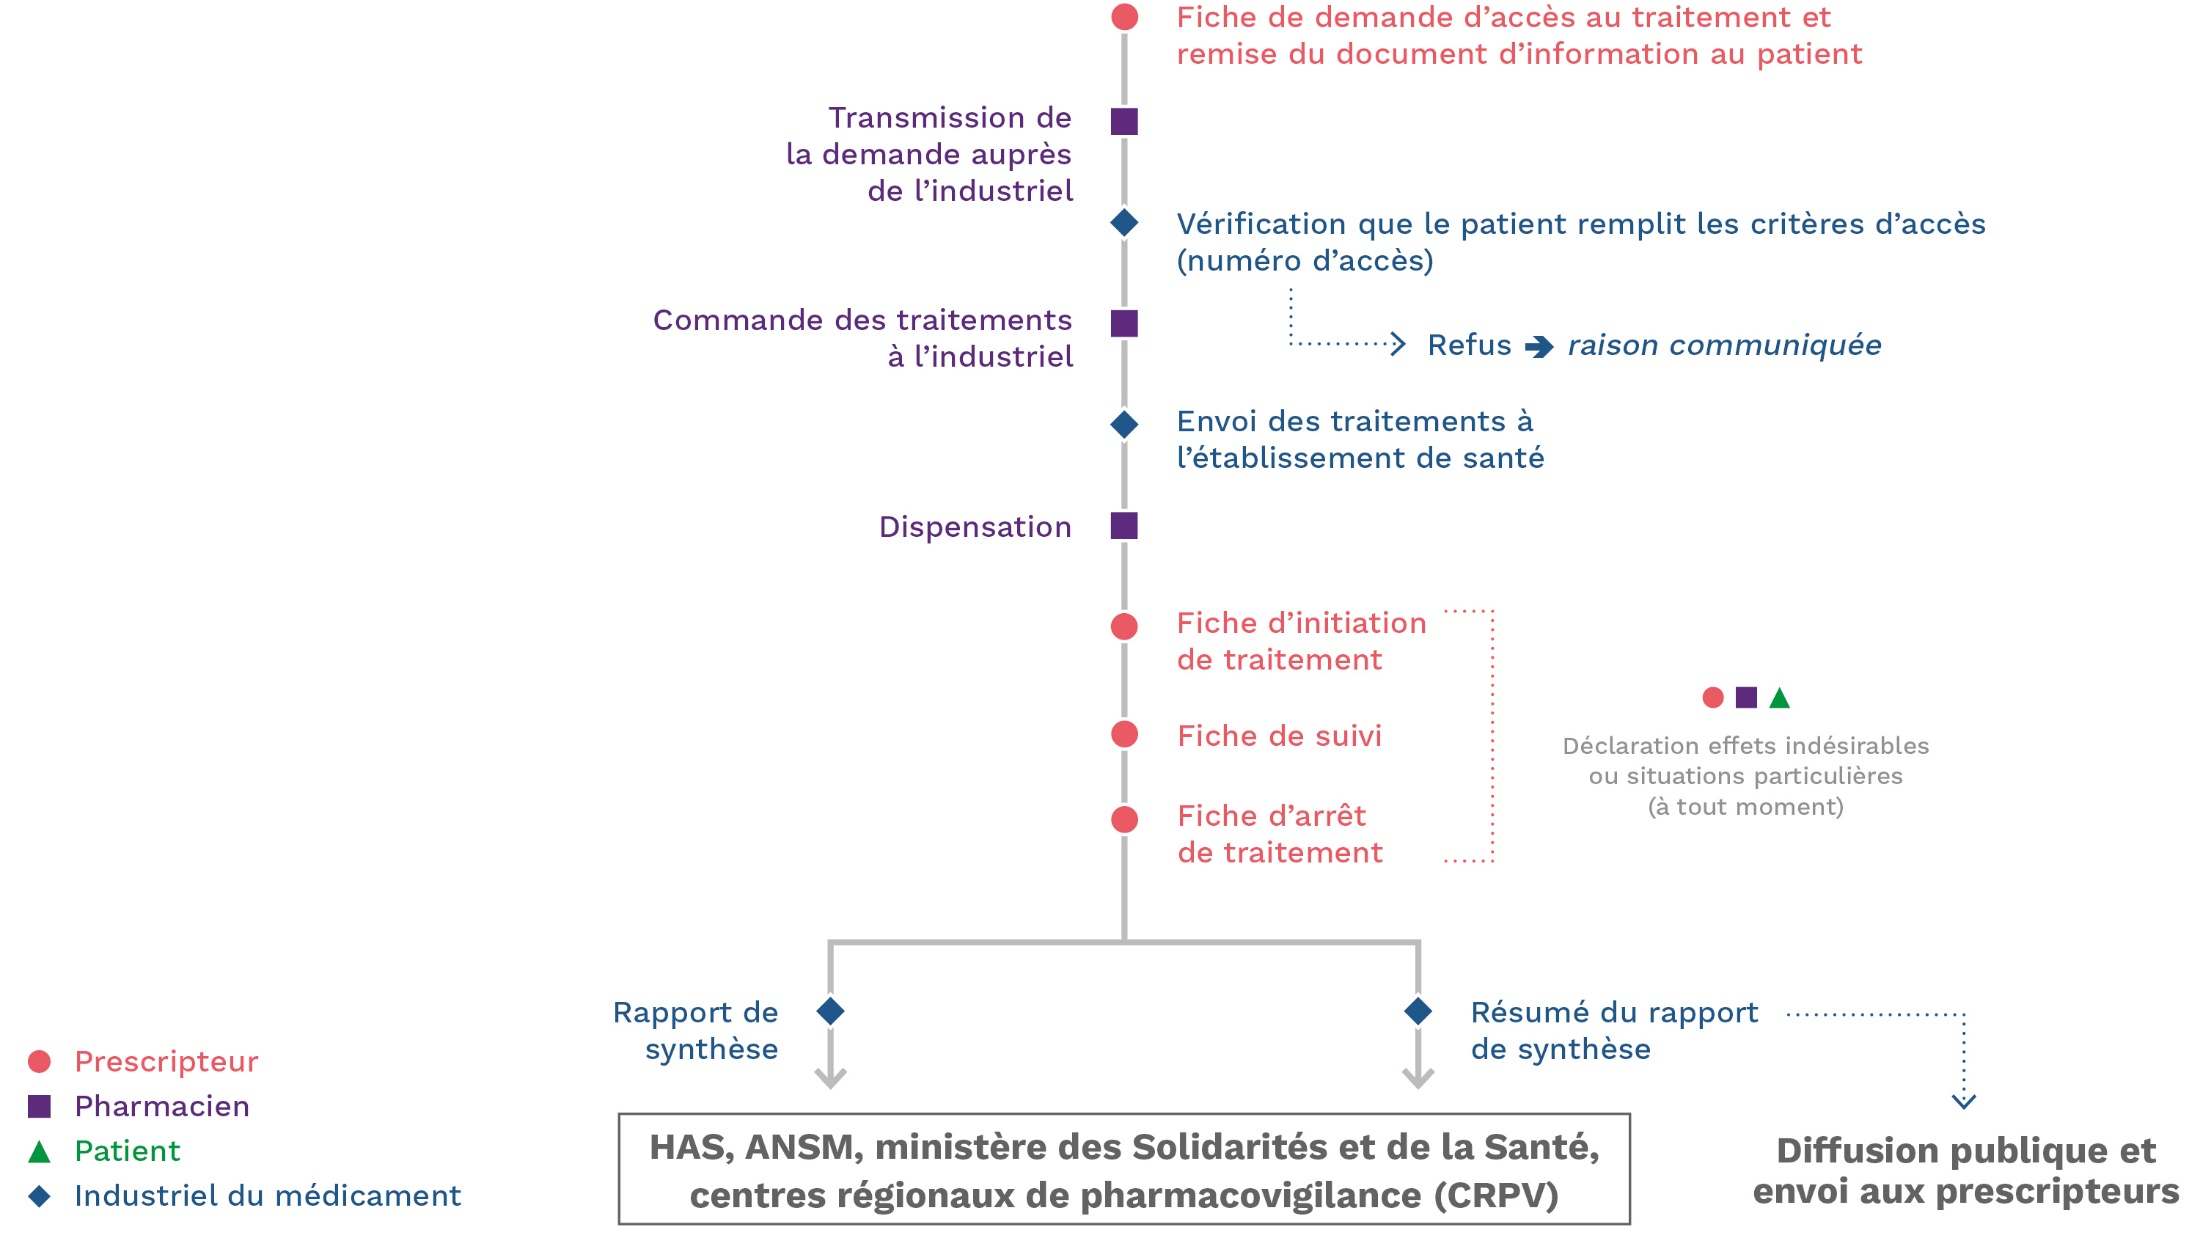 Fiche de demande d’accès au traitement et
remise du document d’information au patient
Transmission de
la demande auprès
de l’industriel
Vérification que le patient remplit les critères d’accès
(numéro d’accès)
Refus ➔ raison communiquée
Commande des traitements
à l’industriel
Envoi des traitements à
l’établissement de santé
Dispensation
Fiche d’initiation
de traitement
Fiche de suivi
Fiche d’arrêt
de traitement
Déclaration effets indésirables
ou situations particulières
(à tout moment)
Rapport de
synthèse
Résumé du rapport
de synthèse
HAS, ANSM, ministère des Solidarités et de la Santé,
centres régionaux de pharmacovigilance (CRPV)
Diffusion publique et
envoi aux prescripteurs
Prescripteur
Pharmacien
Patient
Industriel du médicament